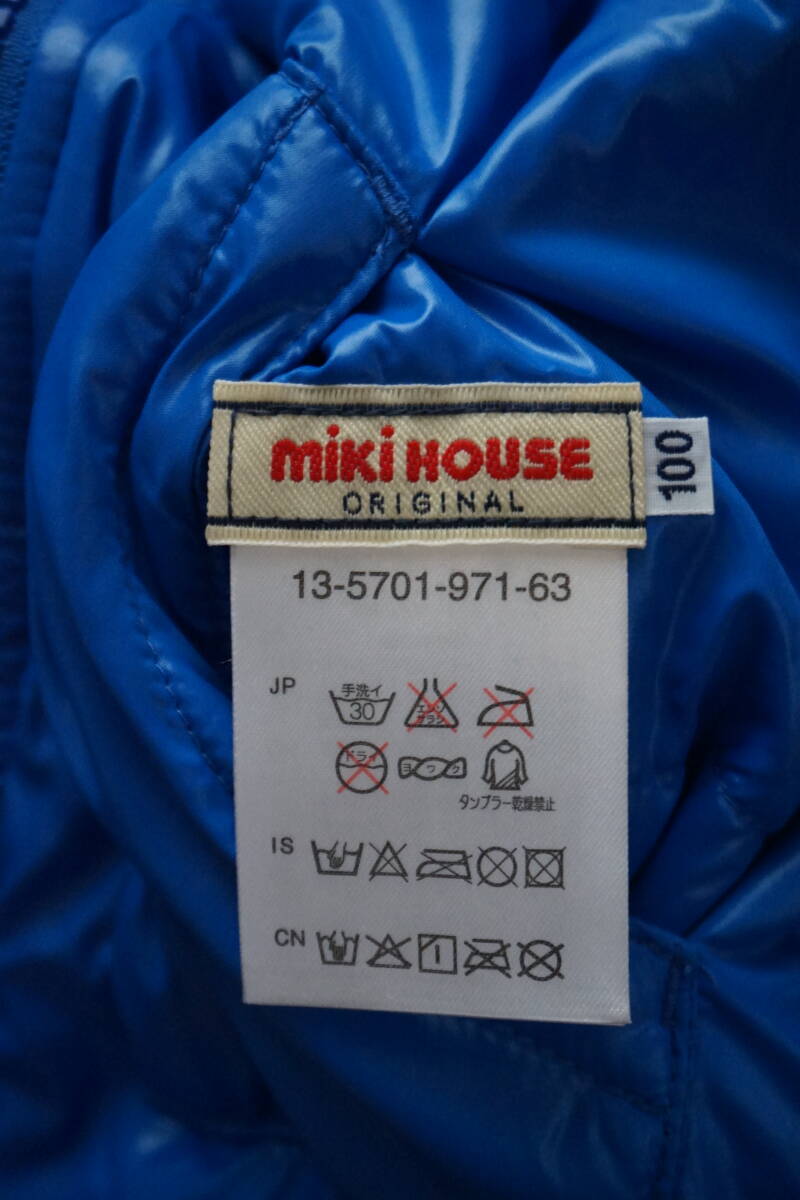 miki HOUSE
ORIGINAL
100
13-5701-971-63
JP
手洗イ
30
エンソ
サラシ
ドライ
ヨワク
タンブラー乾燥禁止
IS
CN